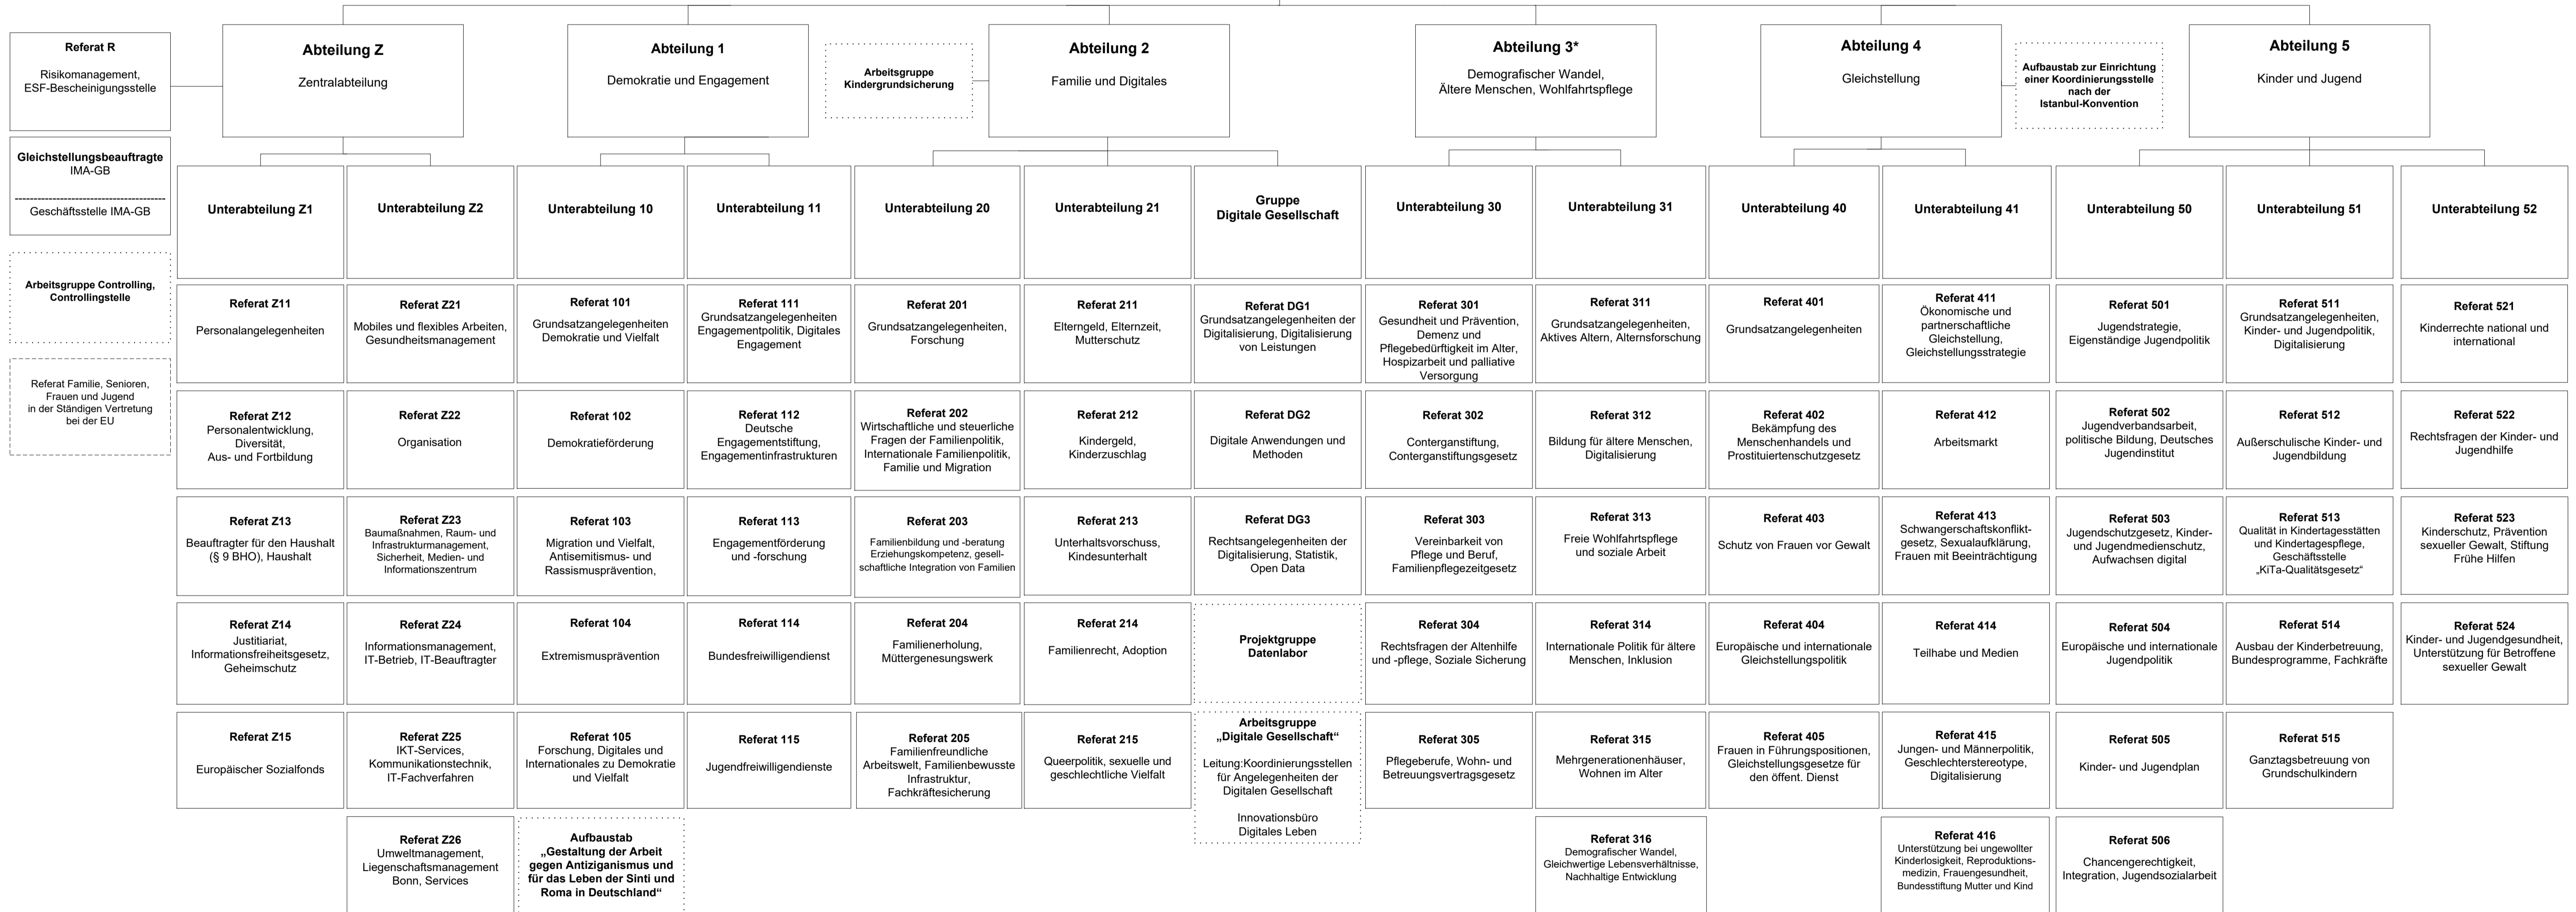 Referat R
Risikomanagement,
ESF-Bescheinigungsstelle
Abteilung Z
Zentralabteilung
Abteilung 1
Demokratie und Engagement
Arbeitsgruppe
Kindergrundsicherung
Abteilung 2
Familie und Digitales
Abteilung 3*
Demografischer Wandel,
Ältere Menschen, Wohlfahrtspflege
Abteilung 4
Gleichstellung
Aufbaustab zur Einrichtung
einer Koordinierungsstelle
nach der
Istanbul-Konvention
Abteilung 5
Kinder und Jugend
Gleichstellungsbeauftragte
IMA-GB
----------------------------------------
Geschäftsstelle IMA-GB
Arbeitsgruppe Controlling,
Controllingstelle
Referat Familie, Senioren,
Frauen und Jugend
in der Ständigen Vertretung
bei der EU
Unterabteilung Z1
Unterabteilung Z2
Unterabteilung 10
Unterabteilung 11
Unterabteilung 20
Unterabteilung 21
Gruppe
Digitale Gesellschaft
Unterabteilung 30
Unterabteilung 31
Unterabteilung 40
Unterabteilung 41
Unterabteilung 50
Unterabteilung 51
Unterabteilung 52
Referat Z11
Personalangelegenheiten
Referat Z21
Mobiles und flexibles Arbeiten,
Gesundheitsmanagement
Referat 101
Grundsatzangelegenheiten
Demokratie und Vielfalt
Referat 111
Grundsatzangelegenheiten
Engagementpolitik, Digitales
Engagement
Referat 201
Grundsatzangelegenheiten,
Forschung
Referat 211
Elterngeld, Elternzeit,
Mutterschutz
Referat DG1
Grundsatzangelegenheiten der
Digitalisierung, Digitalisierung
von Leistungen
Referat 301
Gesundheit und Prävention,
Demenz und
Pflegebedürftigkeit im Alter,
Hospizarbeit und palliative
Versorgung
Referat 311
Grundsatzangelegenheiten,
Aktives Altern, Alternsforschung
Referat 401
Grundsatzangelegenheiten
Referat 411
Ökonomische und
partnerschaftliche
Gleichstellung,
Gleichstellungsstrategie
Referat 501
Jugendstrategie,
Eigenständige Jugendpolitik
Referat 511
Grundsatzangelegenheiten,
Kinder- und Jugendpolitik,
Digitalisierung
Referat 521
Kinderrechte national und
international
Referat Z12
Personalentwicklung,
Diversität,
Aus- und Fortbildung
Referat Z22
Organisation
Referat 102
Demokratieförderung
Referat 112
Deutsche
Engagementstiftung,
Engagementinfrastrukturen
Referat 202
Wirtschaftliche und steuerliche
Fragen der Familienpolitik,
Internationale Familienpolitik,
Familie und Migration
Referat 212
Kindergeld,
Kinderzuschlag
Referat DG2
Digitale Anwendungen und
Methoden
Referat 302
Conterganstiftung,
Conterganstiftungsgesetz
Referat 312
Bildung für ältere Menschen,
Digitalisierung
Referat 402
Bekämpfung des
Menschenhandels und
Prostituiertenschutzgesetz
Referat 412
Arbeitsmarkt
Referat 502
Jugendverbandsarbeit,
politische Bildung, Deutsches
Jugendinstitut
Referat 512
Außerschulische Kinder- und
Jugendbildung
Referat 522
Rechtsfragen der Kinder- und
Jugendhilfe
Referat Z13
Beauftragter für den Haushalt
(§ 9 BHO), Haushalt
Referat Z23
Baumaßnahmen, Raum- und
Infrastrukturmanagement,
Sicherheit, Medien- und
Informationszentrum
Referat 103
Migration und Vielfalt,
Antisemitismus- und
Rassismusprävention,
Referat 113
Engagementförderung
und -forschung
Referat 203
Familienbildung und -beratung
Erziehungskompetenz, gesell-
schaftliche Integration von Familien
Referat 213
Unterhaltsvorschuss,
Kindesunterhalt
Referat DG3
Rechtsangelegenheiten der
Digitalisierung, Statistik,
Open Data
Referat 303
Vereinbarkeit von
Pflege und Beruf,
Familienpflegezeitgesetz
Referat 313
Freie Wohlfahrtspflege
und soziale Arbeit
Referat 403
Schutz von Frauen vor Gewalt
Referat 413
Schwangerschaftskonflikt-
gesetz, Sexualaufklärung,
Frauen mit Beeinträchtigung
Referat 503
Jugendschutzgesetz, Kinder-
und Jugendmedienschutz,
Aufwachsen digital
Referat 513
Qualität in Kindertagesstätten
und Kindertagespflege,
Geschäftsstelle
„KiTa-Qualitätsgesetz“
Referat 523
Kinderschutz, Prävention
sexueller Gewalt, Stiftung
Frühe Hilfen
Referat Z14
Justitiariat,
Informationsfreiheitsgesetz,
Geheimschutz
Referat Z24
Informationsmanagement,
IT-Betrieb, IT-Beauftragter
Referat 104
Extremismusprävention
Referat 114
Bundesfreiwilligendienst
Referat 204
Familienerholung,
Müttergenesungswerk
Referat 214
Familienrecht, Adoption
Projektgruppe
Datenlabor
Referat 304
Rechtsfragen der Altenhilfe
und -pflege, Soziale Sicherung
Referat 314
Internationale Politik für ältere
Menschen, Inklusion
Referat 404
Europäische und internationale
Gleichstellungspolitik
Referat 414
Teilhabe und Medien
Referat 504
Europäische und internationale
Jugendpolitik
Referat 514
Ausbau der Kinderbetreuung,
Bundesprogramme, Fachkräfte
Referat 524
Kinder- und Jugendgesundheit,
Unterstützung für Betroffene
sexueller Gewalt
Referat Z15
Europäischer Sozialfonds
Referat Z25
IKT-Services,
Kommunikationstechnik,
IT-Fachverfahren
Referat 105
Forschung, Digitales und
Internationales zu Demokratie
und Vielfalt
Referat 115
Jugendfreiwilligendienste
Referat 205
Familienfreundliche
Arbeitswelt, Familienbewusste
Infrastruktur,
Fachkräftesicherung
Referat 215
Queerpolitik, sexuelle und
geschlechtliche Vielfalt
Arbeitsgruppe
„Digitale Gesellschaft“
Leitung:Koordinierungsstellen
für Angelegenheiten der
Digitalen Gesellschaft
Innovationsbüro
Digitales Leben
Referat 305
Pflegeberufe, Wohn- und
Betreuungsvertragsgesetz
Referat 315
Mehrgenerationenhäuser,
Wohnen im Alter
Referat 405
Frauen in Führungspositionen,
Gleichstellungsgesetze für
den öffent. Dienst
Referat 415
Jungen- und Männerpolitik,
Geschlechterstereotype,
Digitalisierung
Referat 505
Kinder- und Jugendplan
Referat 515
Ganztagsbetreuung von
Grundschulkindern
Referat Z26
Umweltmanagement,
Liegenschaftsmanagement
Bonn, Services
Aufbaustab
„Gestaltung der Arbeit
gegen Antiziganismus und
für das Leben der Sinti und
Roma in Deutschland“
Referat 316
Demografischer Wandel,
Gleichwertige Lebensverhältnisse,
Nachhaltige Entwicklung
Referat 416
Unterstützung bei ungewollter
Kinderlosigkeit, Reproduktions-
medizin, Frauengesundheit,
Bundesstiftung Mutter und Kind
Referat 506
Chancengerechtigkeit,
Integration, Jugendsozialarbeit